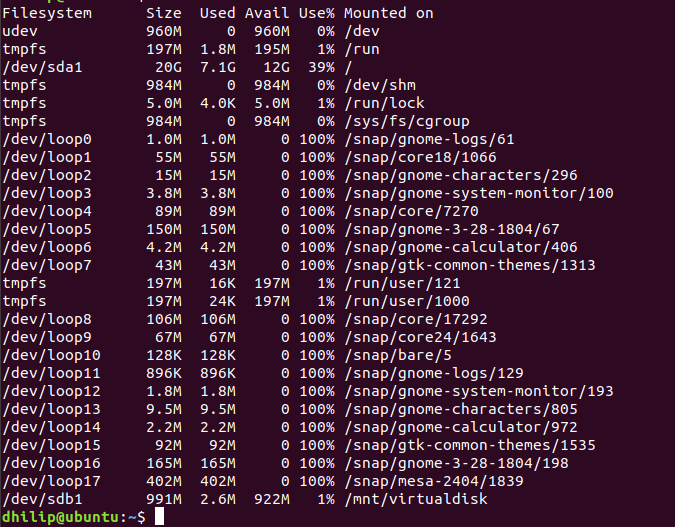 Filesystem Size Used Avail Use% Mounted on
udev 960M 0 960M 0% /dev
tmpfs 197M 1.8M 195M 1% /run
/dev/sda1 20G 7.1G 12G 39% /
tmpfs 984M 0 984M 0% /dev/shm
tmpfs 5.0M 4.0K 5.0M 1% /run/lock
tmpfs 984M 0 984M 0% /sys/fs/cgroup
/dev/loop0 1.0M 1.0M 0 100% /snap/gnome-logs/61
/dev/loop1 55M 55M 0 100% /snap/core18/1066
/dev/loop2 15M 15M 0 100% /snap/gnome-characters/296
/dev/loop3 3.8M 3.8M 0 100% /snap/gnome-system-monitor/100
/dev/loop4 89M 89M 0 100% /snap/core/7270
/dev/loop5 150M 150M 0 100% /snap/gnome-3-28-1804/67
/dev/loop6 4.2M 4.2M 0 100% /snap/gnome-calculator/406
/dev/loop7 43M 43M 0 100% /snap/gtk-common-themes/1313
tmpfs 197M 16K 197M 1% /run/user/121
tmpfs 197M 24K 197M 1% /run/user/1000
/dev/loop8 106M 106M 0 100% /snap/core/17292
/dev/loop9 67M 67M 0 100% /snap/core24/1643
/dev/loop10 128K 128K 0 100% /snap/bare/5
/dev/loop11 896K 896K 0 100% /snap/gnome-logs/129
/dev/loop12 1.8M 1.8M 0 100% /snap/gnome-system-monitor/193
/dev/loop13 9.5M 9.5M 0 100% /snap/gnome-characters/805
/dev/loop14 2.2M 2.2M 0 100% /snap/gnome-calculator/972
/dev/loop15 92M 92M 0 100% /snap/gtk-common-themes/1535
/dev/loop16 165M 165M 0 100% /snap/gnome-3-28-1804/198
/dev/loop17 402M 402M 0 100% /snap/mesa-2404/1839
/dev/sdb1 991M 2.6M 922M 1% /mnt/virtualdisk
dhilip@ubuntu:~$